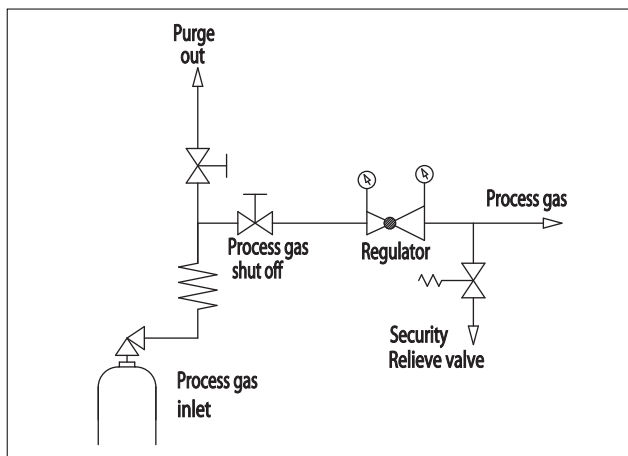 Purge
out
Process gas
Process gas
shut off
Regulator
Security
Relieve valve
Process gas
inlet